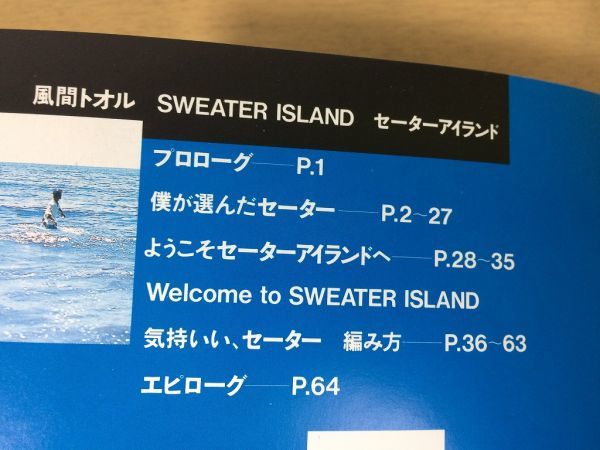 風間トオル SWEATER ISLAND セーターアイランド
プロローグ——P.1
僕が選んだセーター——P.2〜27
ようこそセーターアイランドへ——P.28〜35
Welcome to SWEATER ISLAND
気持いい、セーター 編み方——P.36〜63
エピローグ——P.64